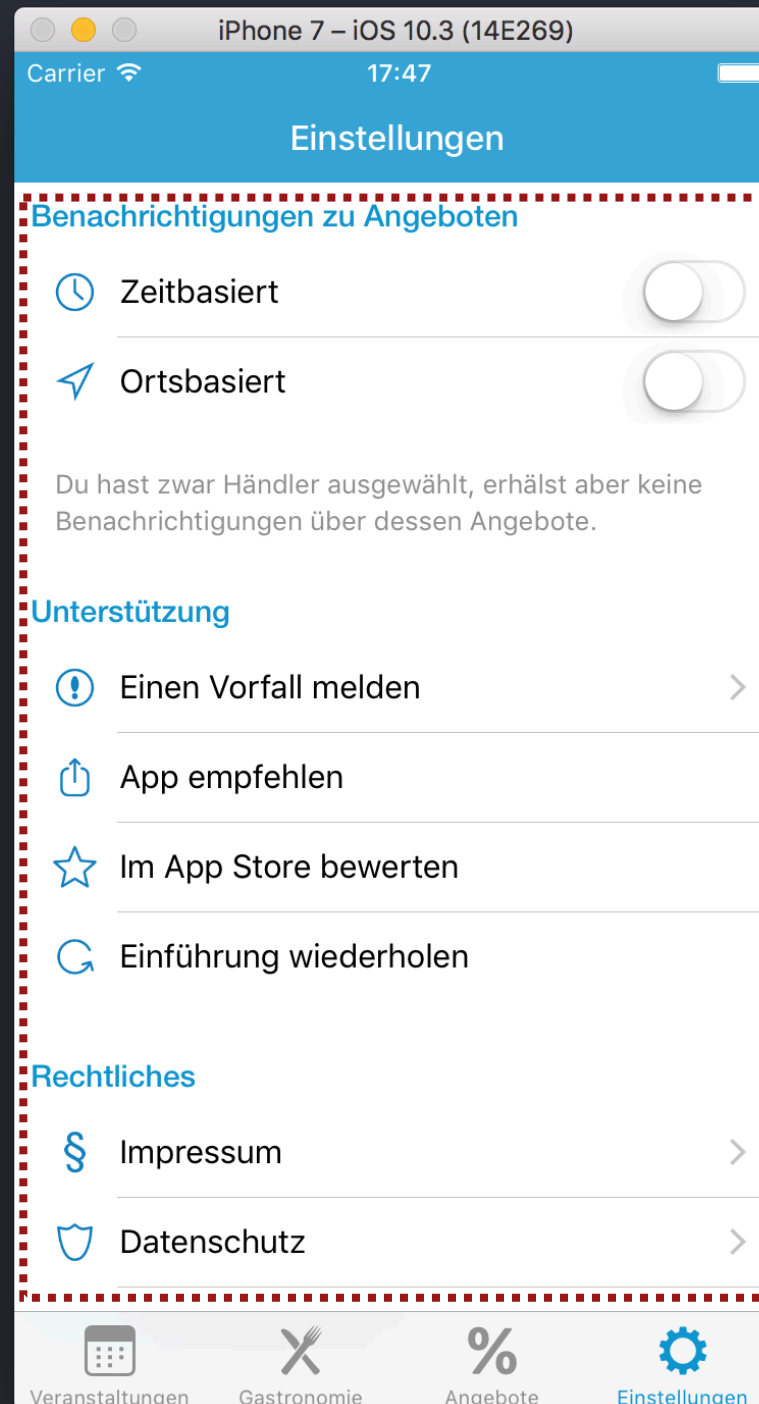 iPhone 7 – iOS 10.3 (14E269)
Carrier 17:47
Einstellungen
Benachrichtigungen zu Angeboten
Zeitbasiert
Ortsbasiert
Du hast zwar Händler ausgewählt, erhälst aber keine
Benachrichtigungen über dessen Angebote.
Unterstützung
Einen Vorfall melden
App empfehlen
Im App Store bewerten
Einführung wiederholen
Rechtliches
§ Impressum
Datenschutz
%
Veranstaltungen Gastronomie Angebote Einstellungen